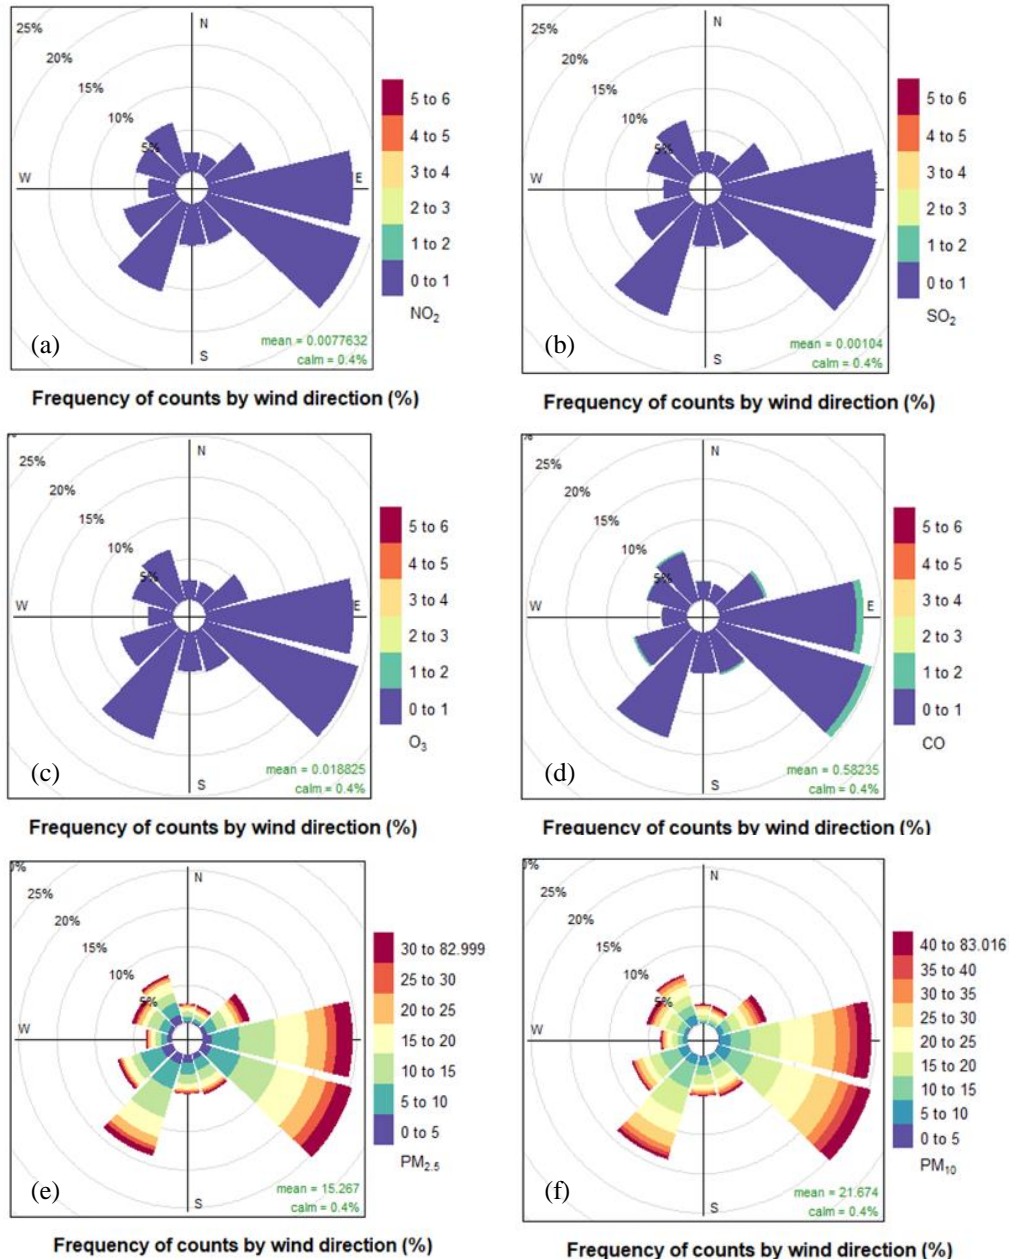 N
25%
20%
15%
10%
5%
W
E
S
5 to 6
4 to 5
3 to 4
2 to 3
1 to 2
0 to 1
NO₂
mean = 0.0077632
calm = 0.4%
(a)
Frequency of counts by wind direction (%)
N
25%
20%
15%
10%
5%
W
S
5 to 6
4 to 5
3 to 4
2 to 3
1 to 2
0 to 1
SO₂
mean = 0.00104
calm = 0.4%
(b)
Frequency of counts by wind direction (%)
N
25%
20%
15%
10%
5%
W
E
S
5 to 6
4 to 5
3 to 4
2 to 3
1 to 2
0 to 1
O₃
mean = 0.018825
calm = 0.4%
(c)
Frequency of counts by wind direction (%)
N
25%
20%
15%
10%
5%
W
E
S
5 to 6
4 to 5
3 to 4
2 to 3
1 to 2
0 to 1
CO
mean = 0.58235
calm = 0.4%
(d)
Frequency of counts by wind direction (%)
N
25%
20%
15%
10%
5%
W
S
30 to 82.999
25 to 30
20 to 25
15 to 20
10 to 15
5 to 10
0 to 5
PM₂.₅
mean = 15.267
calm = 0.4%
(e)
Frequency of counts by wind direction (%)
N
25%
20%
15%
10%
5%
W
S
40 to 83.016
35 to 40
30 to 35
25 to 30
20 to 25
15 to 20
10 to 15
5 to 10
0 to 5
PM₁₀
mean = 21.674
calm = 0.4%
(f)
Frequency of counts by wind direction (%)